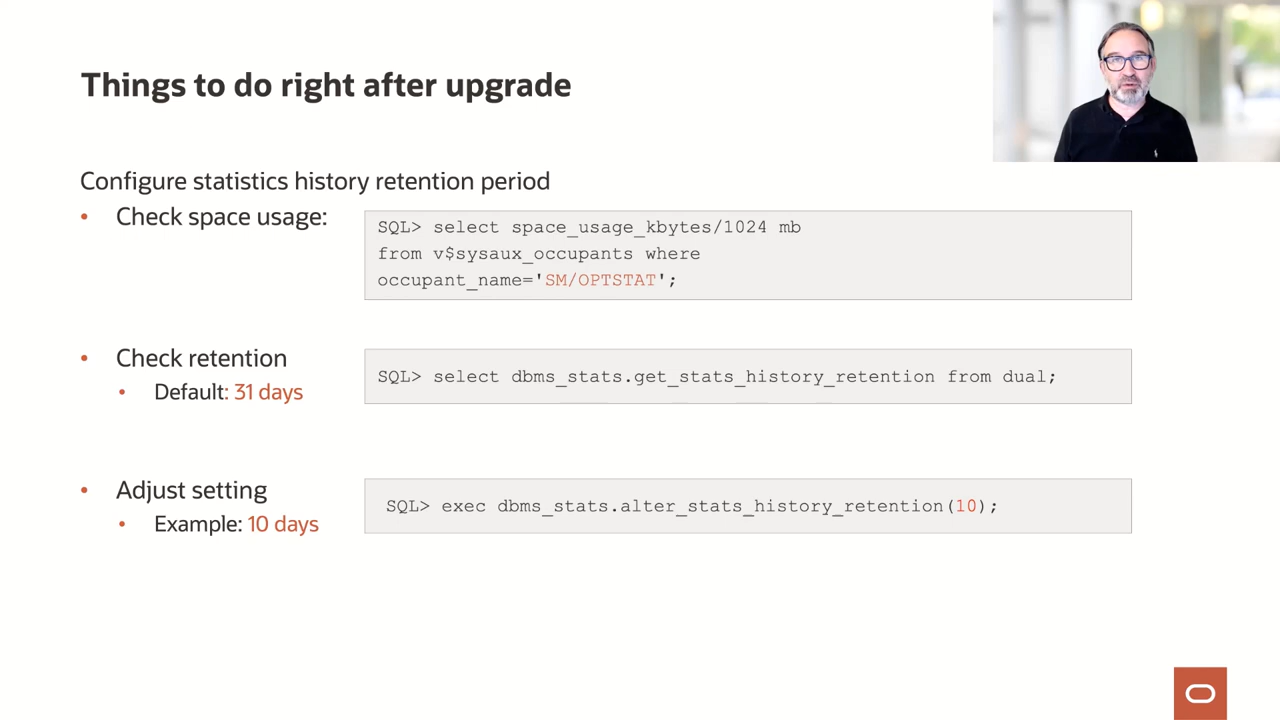 Things to do right after upgrade
Configure statistics history retention period
• Check space usage:
SQL> select space_usage_kbytes/1024 mb
from v$sysaux_occupants where
occupant_name='SM/OPTSTAT';
• Check retention
• Default: 31 days
SQL> select dbms_stats.get_stats_history_retention from dual;
• Adjust setting
• Example: 10 days
SQL> exec dbms_stats.alter_stats_history_retention(10);